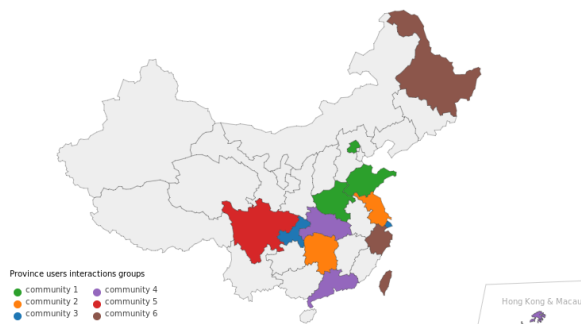 Hong Kong & Macau
Province users interactions groups
community 1 community 4
community 2 community 5
community 3 community 6